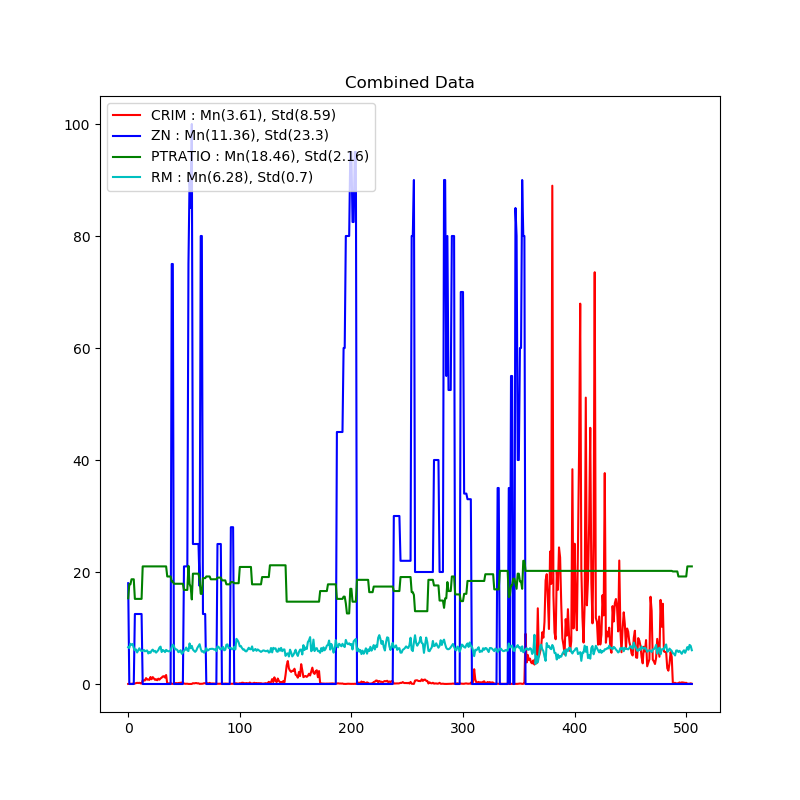 Combined Data
CRIM : Mn(3.61), Std(8.59)
ZN : Mn(11.36), Std(23.3)
PTRATIO : Mn(18.46), Std(2.16)
RM : Mn(6.28), Std(0.7)
100
80
60
40
20
0
0 100 200 300 400 500